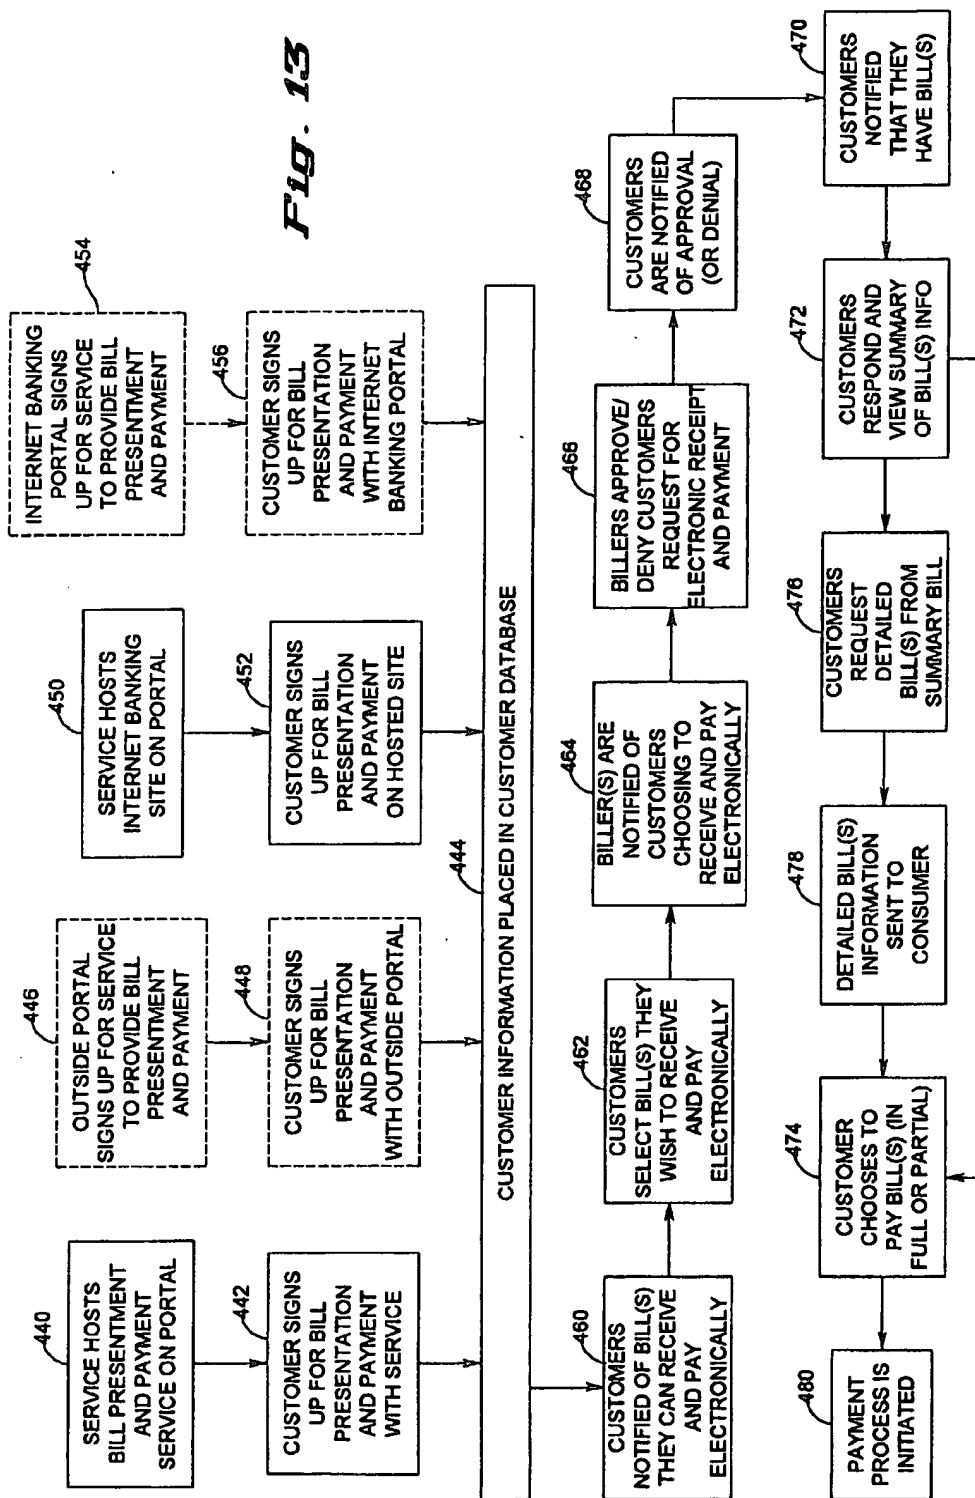 Fig. 13
440
SERVICE HOSTS
BILL PRESENTMENT
AND PAYMENT
SERVICE ON PORTAL
442
CUSTOMER SIGNS
UP FOR BILL
PRESENTATION
AND PAYMENT
WITH SERVICE
446
OUTSIDE PORTAL
SIGNS UP FOR SERVICE
TO PROVIDE BILL
PRESENTMENT
AND PAYMENT
448
CUSTOMER SIGNS
UP FOR BILL
PRESENTATION
AND PAYMENT
WITH OUTSIDE PORTAL
450
SERVICE HOSTS
INTERNET BANKING
SITE ON PORTAL
452
CUSTOMER SIGNS
UP FOR BILL
PRESENTATION
AND PAYMENT
ON HOSTED SITE
454
INTERNET BANKING
PORTAL SIGNS
UP FOR SERVICE
TO PROVIDE BILL
PRESENTMENT
AND PAYMENT
456
CUSTOMER SIGNS
UP FOR BILL
PRESENTATION
AND PAYMENT
WITH INTERNET
BANKING PORTAL
444
CUSTOMER INFORMATION PLACED IN CUSTOMER DATABASE
460
CUSTOMERS
NOTIFIED OF BILL(S)
THEY CAN RECEIVE
AND PAY
ELECTRONICALLY
462
CUSTOMERS
SELECT BILL(S) THEY
WISH TO RECEIVE
AND PAY
ELECTRONICALLY
464
BILLER(S) ARE
NOTIFIED OF
CUSTOMERS
CHOOSING TO
RECEIVE AND PAY
ELECTRONICALLY
466
BILLERS APPROVE/
DENY CUSTOMERS
REQUEST FOR
ELECTRONIC RECEIPT
AND PAYMENT
468
CUSTOMERS
ARE NOTIFIED
OF APPROVAL
(OR DENIAL)
470
CUSTOMERS
NOTIFIED
THAT THEY
HAVE BILL(S)
472
CUSTOMERS
RESPOND AND
VIEW SUMMARY
OF BILL(S) INFO
476
CUSTOMERS
REQUEST
DETAILED
BILL(S) FROM
SUMMARY BILL
478
DETAILED BILL(S)
INFORMATION
SENT TO
CONSUMER
474
CUSTOMER
CHOOSES TO
PAY BILL(S) (IN
FULL OR PARTIAL)
480
PAYMENT
PROCESS IS
INITIATED